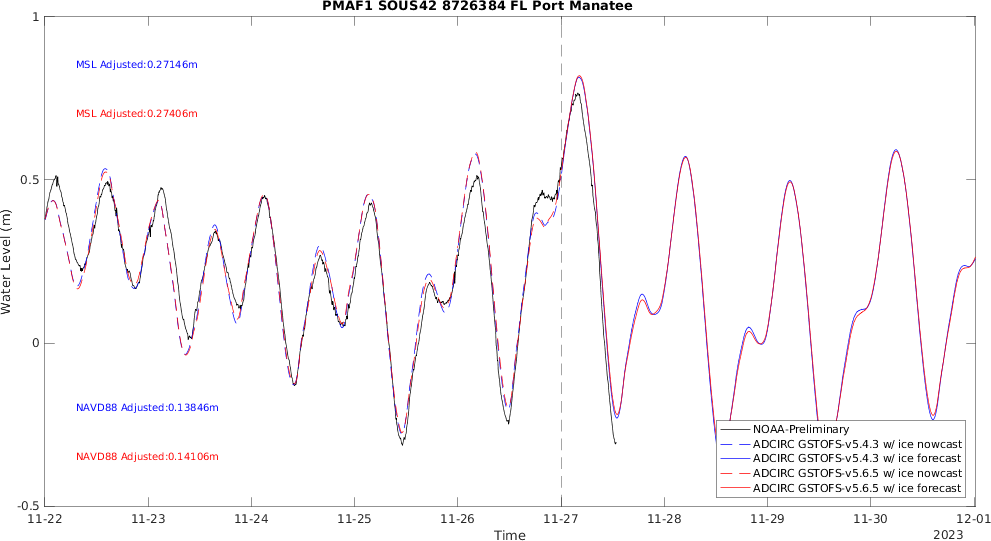 PMAF1 SOUS42 8726384 FL Port Manatee
1
MSL Adjusted:0.27146m
MSL Adjusted:0.27406m
0.5
Water Level (m)
0
NAVD88 Adjusted:0.13846m
NAVD88 Adjusted:0.14106m
NOAA-Preliminary
ADCIRC GSTOFS-v5.4.3 w/ ice nowcast
ADCIRC GSTOFS-v5.4.3 w/ ice forecast
ADCIRC GSTOFS-v5.6.5 w/ ice nowcast
ADCIRC GSTOFS-v5.6.5 w/ ice forecast
-0.5
11-22 11-23 11-24 11-25 11-26 11-27 11-28 11-29 11-30 12-01
Time 2023